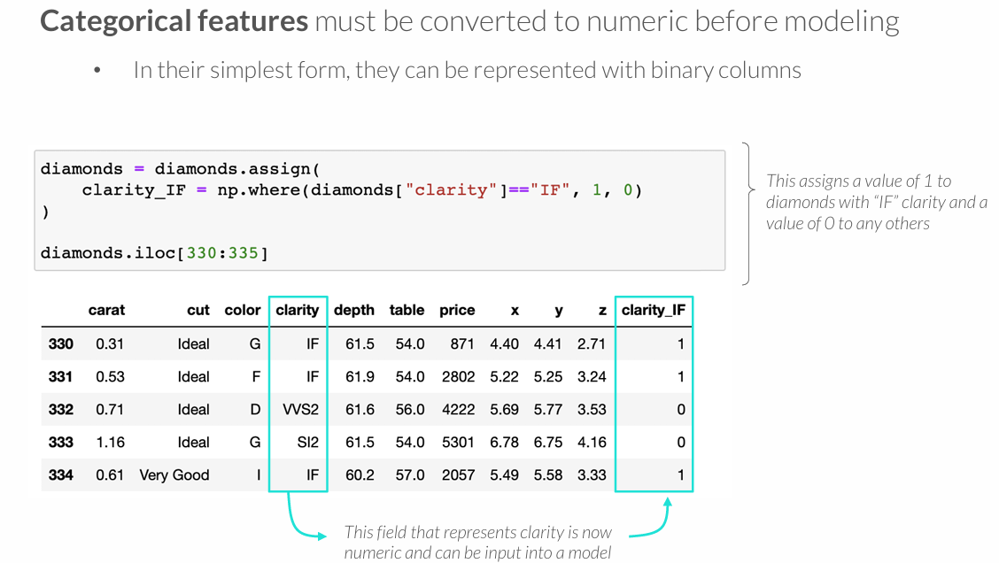 Categorical features must be converted to numeric before modeling
• In their simplest form, they can be represented with binary columns
diamonds = diamonds.assign(
    clarity_IF = np.where(diamonds["clarity"]=="IF", 1, 0)
)
diamonds.iloc[330:335]
This assigns a value of 1 to
diamonds with “IF” clarity and a
value of 0 to any others
carat cut color clarity depth table price x y z clarity_IF
330 0.31 Ideal G IF 61.5 54.0 871 4.40 4.41 2.71 1
331 0.53 Ideal F IF 61.9 54.0 2802 5.22 5.25 3.24 1
332 0.71 Ideal D VVS2 61.6 56.0 4222 5.69 5.77 3.53 0
333 1.16 Ideal G SI2 61.5 54.0 5301 6.78 6.75 4.16 0
334 0.61 Very Good I IF 60.2 57.0 2057 5.49 5.58 3.33 1
This field that represents clarity is now
numeric and can be input into a model